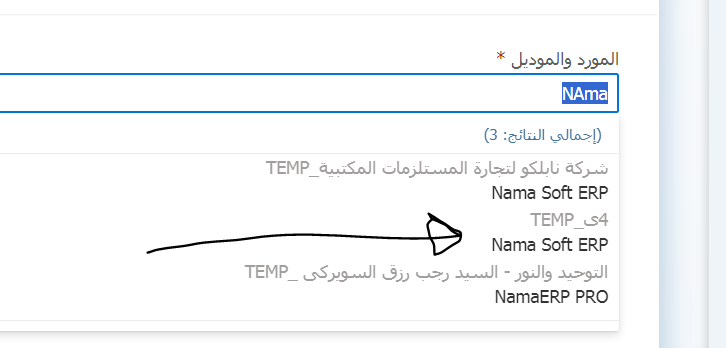 المورد والموديل *
NAma
(إجمالي النتائج: 3)
شركة نابلكو لتجارة المستلزمات المكتبية_TEMP
Nama Soft ERP
4ى_TEMP
Nama Soft ERP
التوحيد والنور - السيد رجب رزق السويركى _TEMP
NamaERP PRO